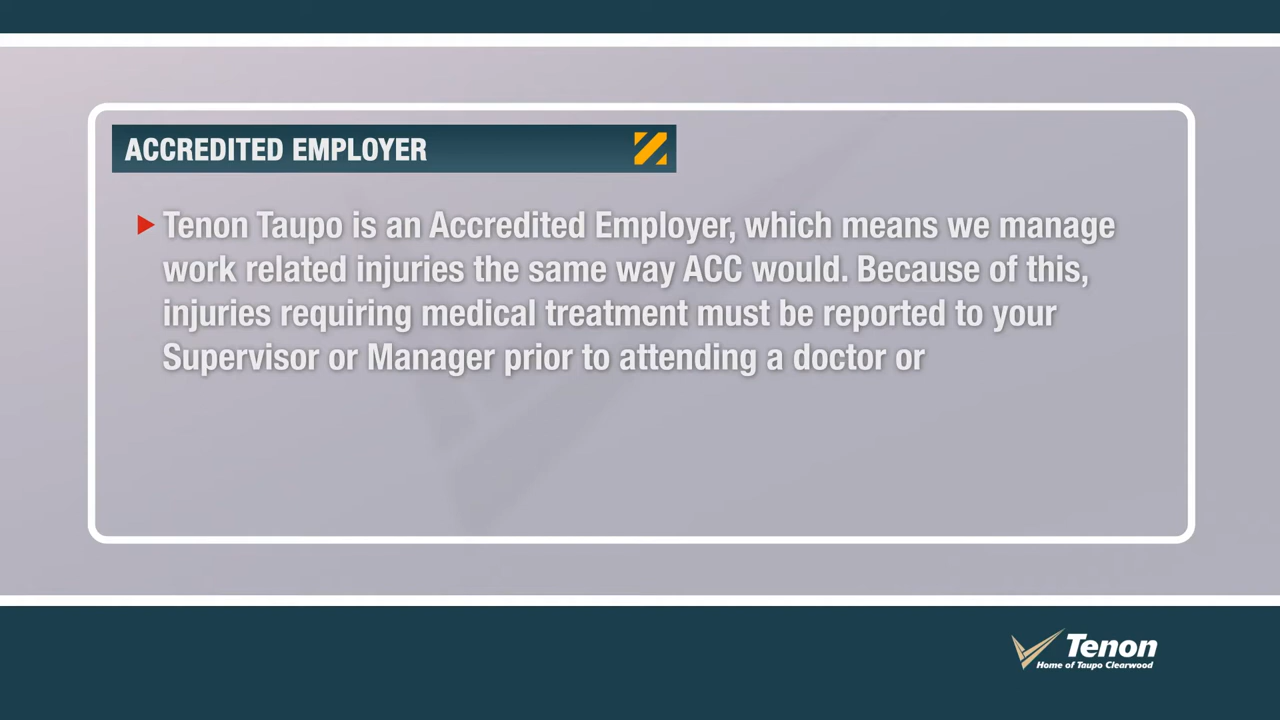 ACCREDITED EMPLOYER
Tenon Taupo is an Accredited Employer, which means we manage
work related injuries the same way ACC would. Because of this,
injuries requiring medical treatment must be reported to your
Supervisor or Manager prior to attending a doctor or
Tenon
Home of Taupo Clearwood